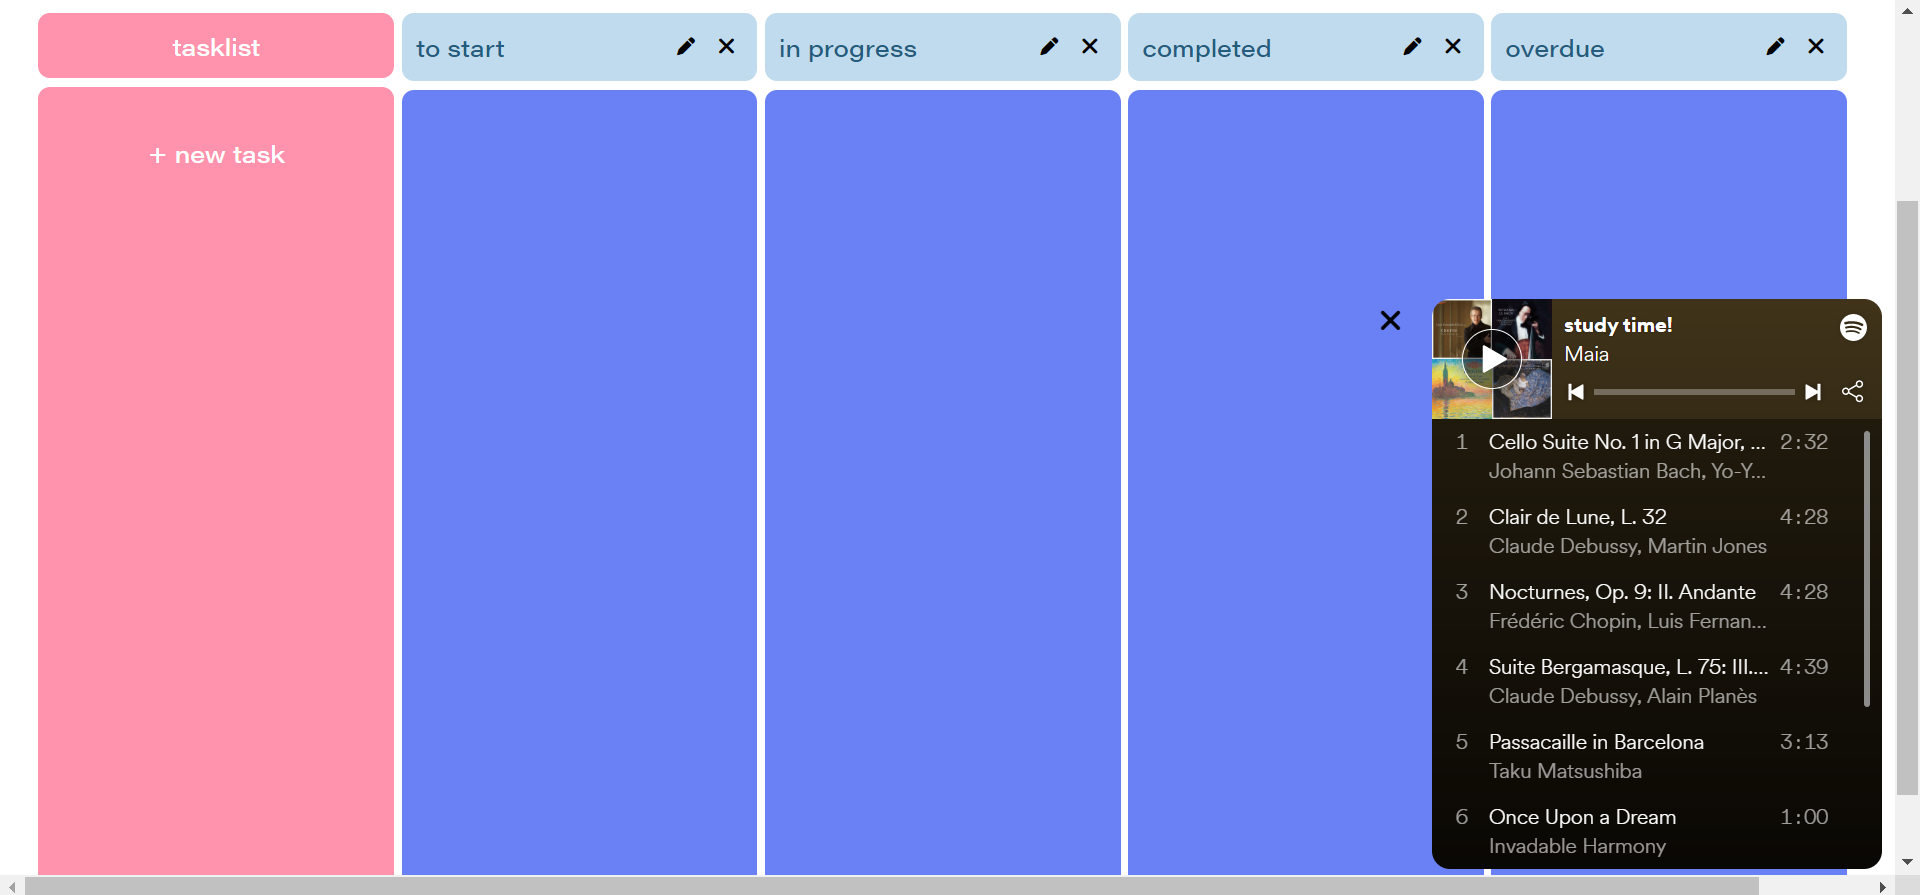 tasklist
to start
in progress
completed
overdue
+ new task
study time!
Maia
1 Cello Suite No. 1 in G Major, ... 2:32
Johann Sebastian Bach, Yo-Y...
2 Clair de Lune, L. 32 4:28
Claude Debussy, Martin Jones
3 Nocturnes, Op. 9: II. Andante 4:28
Frédéric Chopin, Luis Fernan...
4 Suite Bergamasque, L. 75: III.... 4:39
Claude Debussy, Alain Planès
5 Passacaille in Barcelona 3:13
Taku Matsushiba
6 Once Upon a Dream 1:00
Invadable Harmony